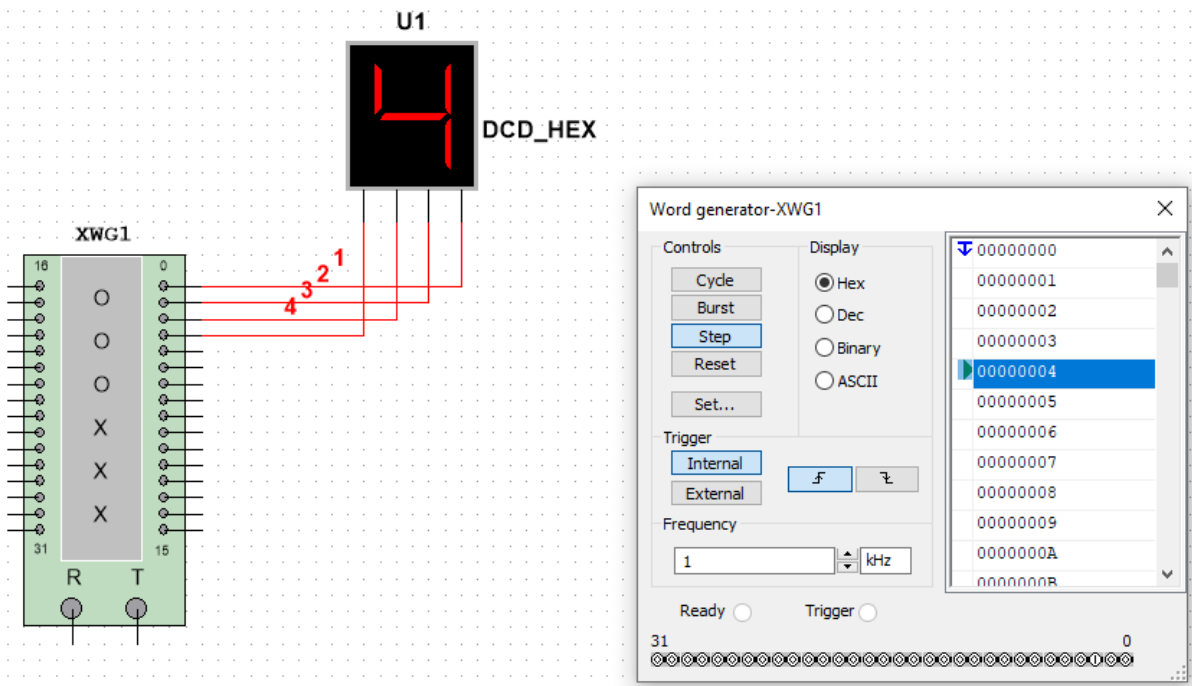 U1
DCD_HEX
XWG1
16 0
O
O
O
X
X
X
31 15
R T
1
2
3
4
Word generator-XWG1
Controls
Cycle
Burst
Step
Reset
Set...
Display
Hex
Dec
Binary
ASCII
Trigger
Internal
External
Frequency
1 kHz
Ready Trigger
31 0
00000000
00000001
00000002
00000003
00000004
00000005
00000006
00000007
00000008
00000009
0000000A
0000000B
4